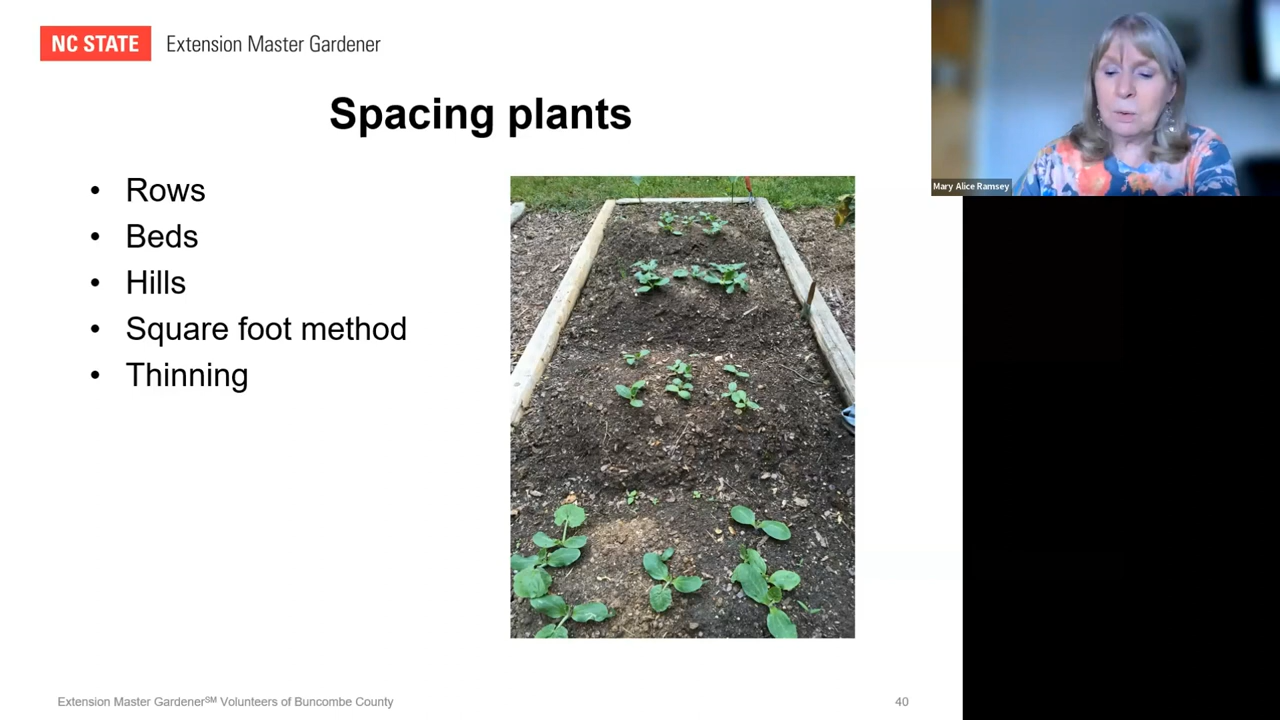 NC STATE Extension Master Gardener
Mary Alice Ramsey
Spacing plants
• Rows
• Beds
• Hills
• Square foot method
• Thinning
Extension Master Gardener℠ Volunteers of Buncombe County
40